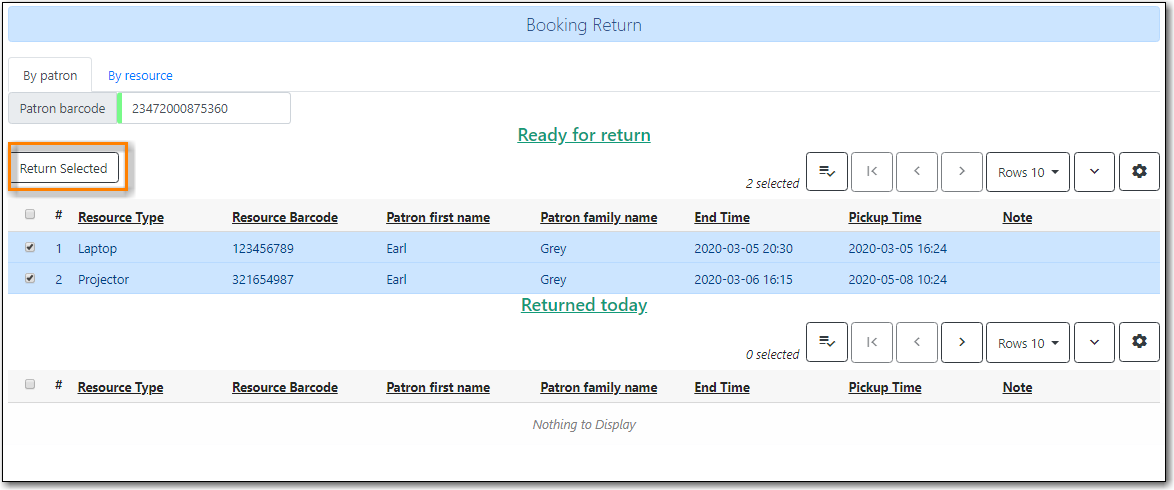 Booking Return
By patron By resource
Patron barcode 23472000875360
Ready for return
Return Selected 2 selected Rows 10
# Resource Type Resource Barcode Patron first name Patron family name End Time Pickup Time Note
1 Laptop 123456789 Earl Grey 2020-03-05 20:30 2020-03-05 16:24
2 Projector 321654987 Earl Grey 2020-03-06 16:15 2020-05-08 10:24
Returned today
0 selected Rows 10
# Resource Type Resource Barcode Patron first name Patron family name End Time Pickup Time Note
Nothing to Display